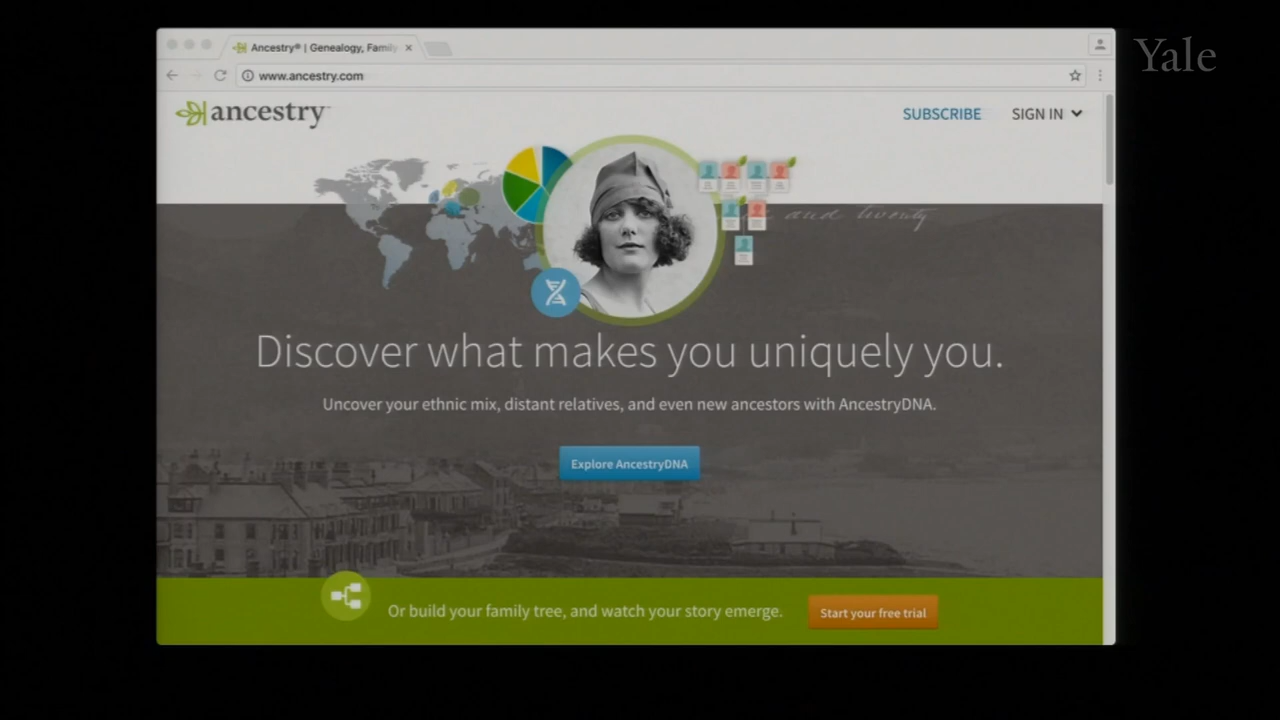 Yale
Ancestry® | Genealogy, Family
www.ancestry.com
ancestry
SUBSCRIBE
SIGN IN
and twenty
Discover what makes you uniquely you.
Uncover your ethnic mix, distant relatives, and even new ancestors with AncestryDNA.
Explore AncestryDNA
Or build your family tree, and watch your story emerge.
Start your free trial